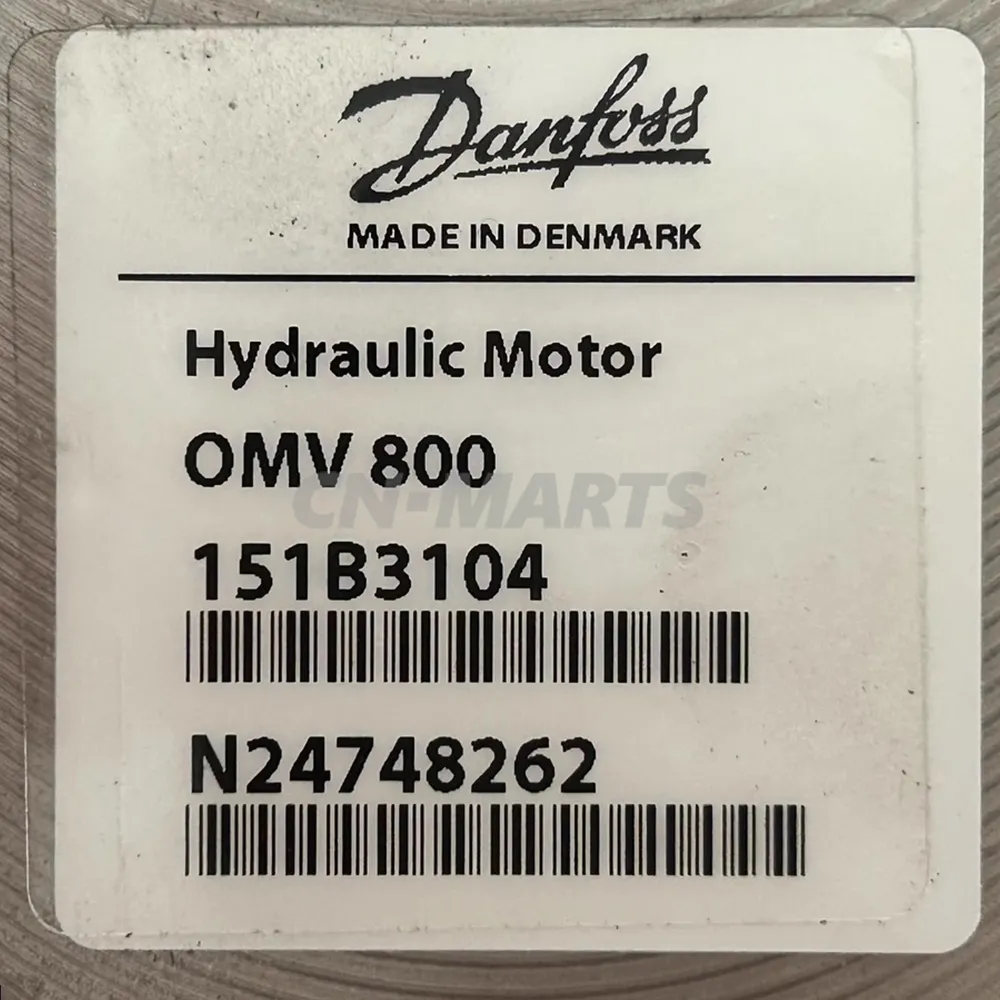 Danfoss
MADE IN DENMARK
Hydraulic Motor
OMV 800
CN-MARTS
151B3104
N24748262